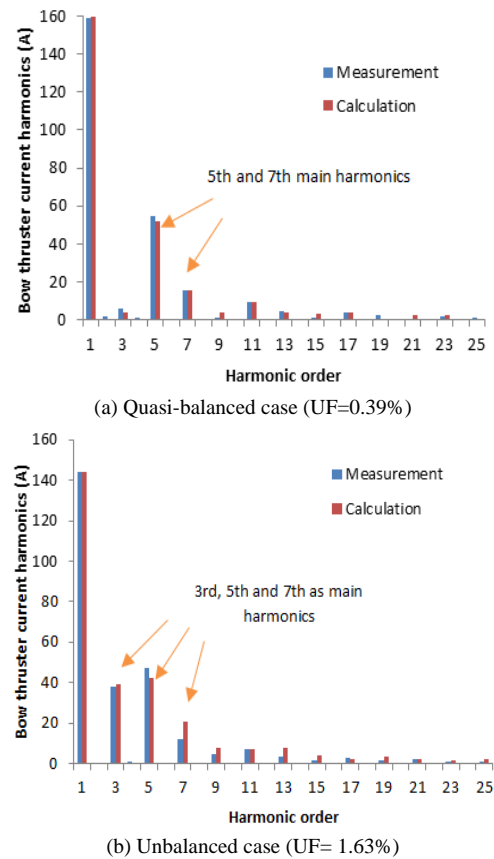 Bow thruster current harmonics (A)
160
140
120
100
80
60
40
20
0
Measurement
Calculation
5th and 7th main harmonics
1 3 5 7 9 11 13 15 17 19 21 23 25
Harmonic order
(a) Quasi-balanced case (UF=0.39%)
Bow thruster current harmonics (A)
160
140
120
100
80
60
40
20
0
Measurement
Calculation
3rd, 5th and 7th as main
harmonics
1 3 5 7 9 11 13 15 17 19 21 23 25
Harmonic order
(b) Unbalanced case (UF= 1.63%)